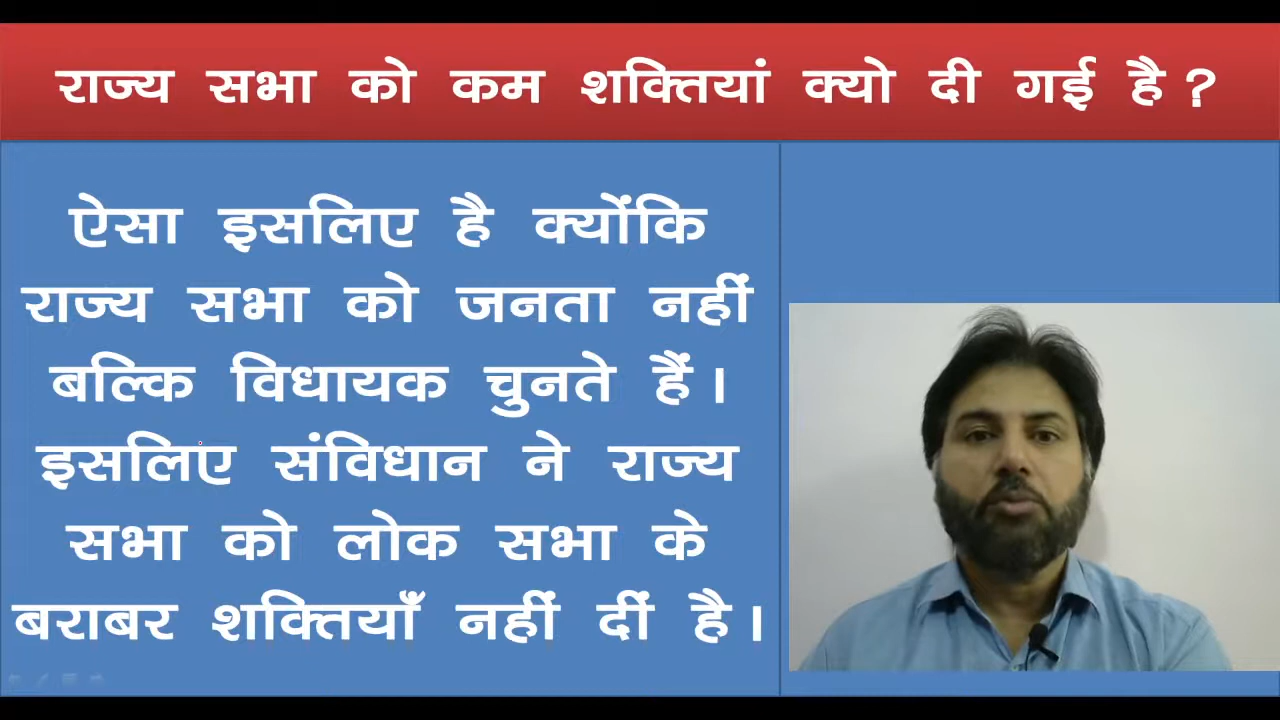 राज्य सभा को कम शक्तियां क्यो दी गई है ?
ऐसा इसलिए है क्योंकि
राज्य सभा को जनता नहीं
बल्कि विधायक चुनते हैं।
इसलिए संविधान ने राज्य
सभा को लोक सभा के
बराबर शक्तियाँ नहीं दीं है।